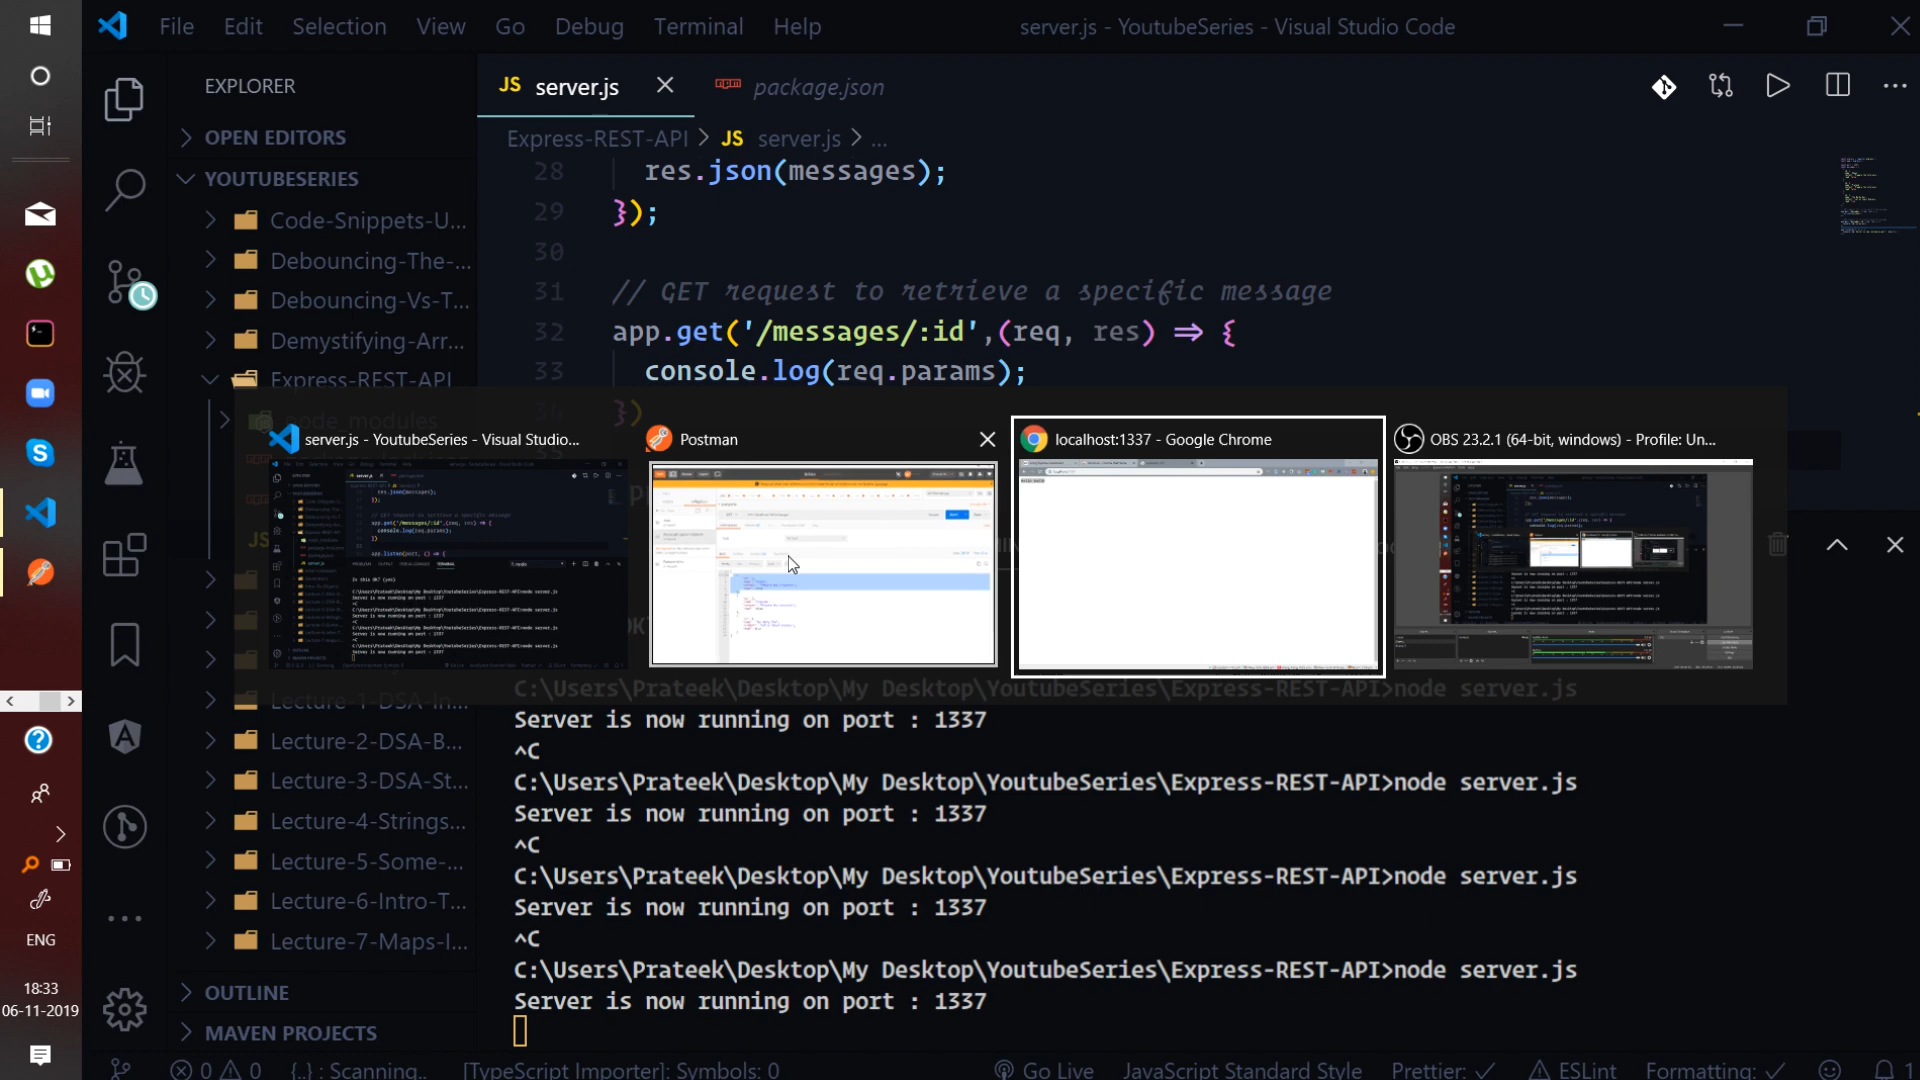 File Edit Selection View Go Debug Terminal Help server.js - YoutubeSeries - Visual Studio Code
EXPLORER
OPEN EDITORS
YOUTUBESERIES
Code-Snippets-U...
Debouncing-The-...
Debouncing-Vs-T...
Demystifying-Arr...
Express-REST-API
node_modules
Lecture-1-DSA-In...
Lecture-2-DSA-B...
Lecture-3-DSA-St...
Lecture-4-Strings...
Lecture-5-Some-...
Lecture-6-Intro-T...
Lecture-7-Maps-I...
OUTLINE
MAVEN PROJECTS
JS server.js package.json
Express-REST-API > JS server.js > ...
28 res.json(messages);
29 });
30
31 // GET request to retrieve a specific message
32 app.get('/messages/:id',(req, res) => {
33 console.log(req.params);
})
server.js - YoutubeSeries - Visual Studio...
Postman
localhost:1337 - Google Chrome
OBS 23.2.1 (64-bit, windows) - Profile: Un...
C:\Users\Prateek\Desktop\My Desktop\YoutubeSeries\Express-REST-API>node server.js
Server is now running on port : 1337
^C
C:\Users\Prateek\Desktop\My Desktop\YoutubeSeries\Express-REST-API>node server.js
Server is now running on port : 1337
^C
C:\Users\Prateek\Desktop\My Desktop\YoutubeSeries\Express-REST-API>node server.js
Server is now running on port : 1337
^C
C:\Users\Prateek\Desktop\My Desktop\YoutubeSeries\Express-REST-API>node server.js
Server is now running on port : 1337
ENG
18:33
06-11-2019
0 0 {..} : Scanning.. [TypeScript Importer]: Symbols: 0 Go Live JavaScript Standard Style Prettier: ✓ ESLint Formatting: ✓ 1